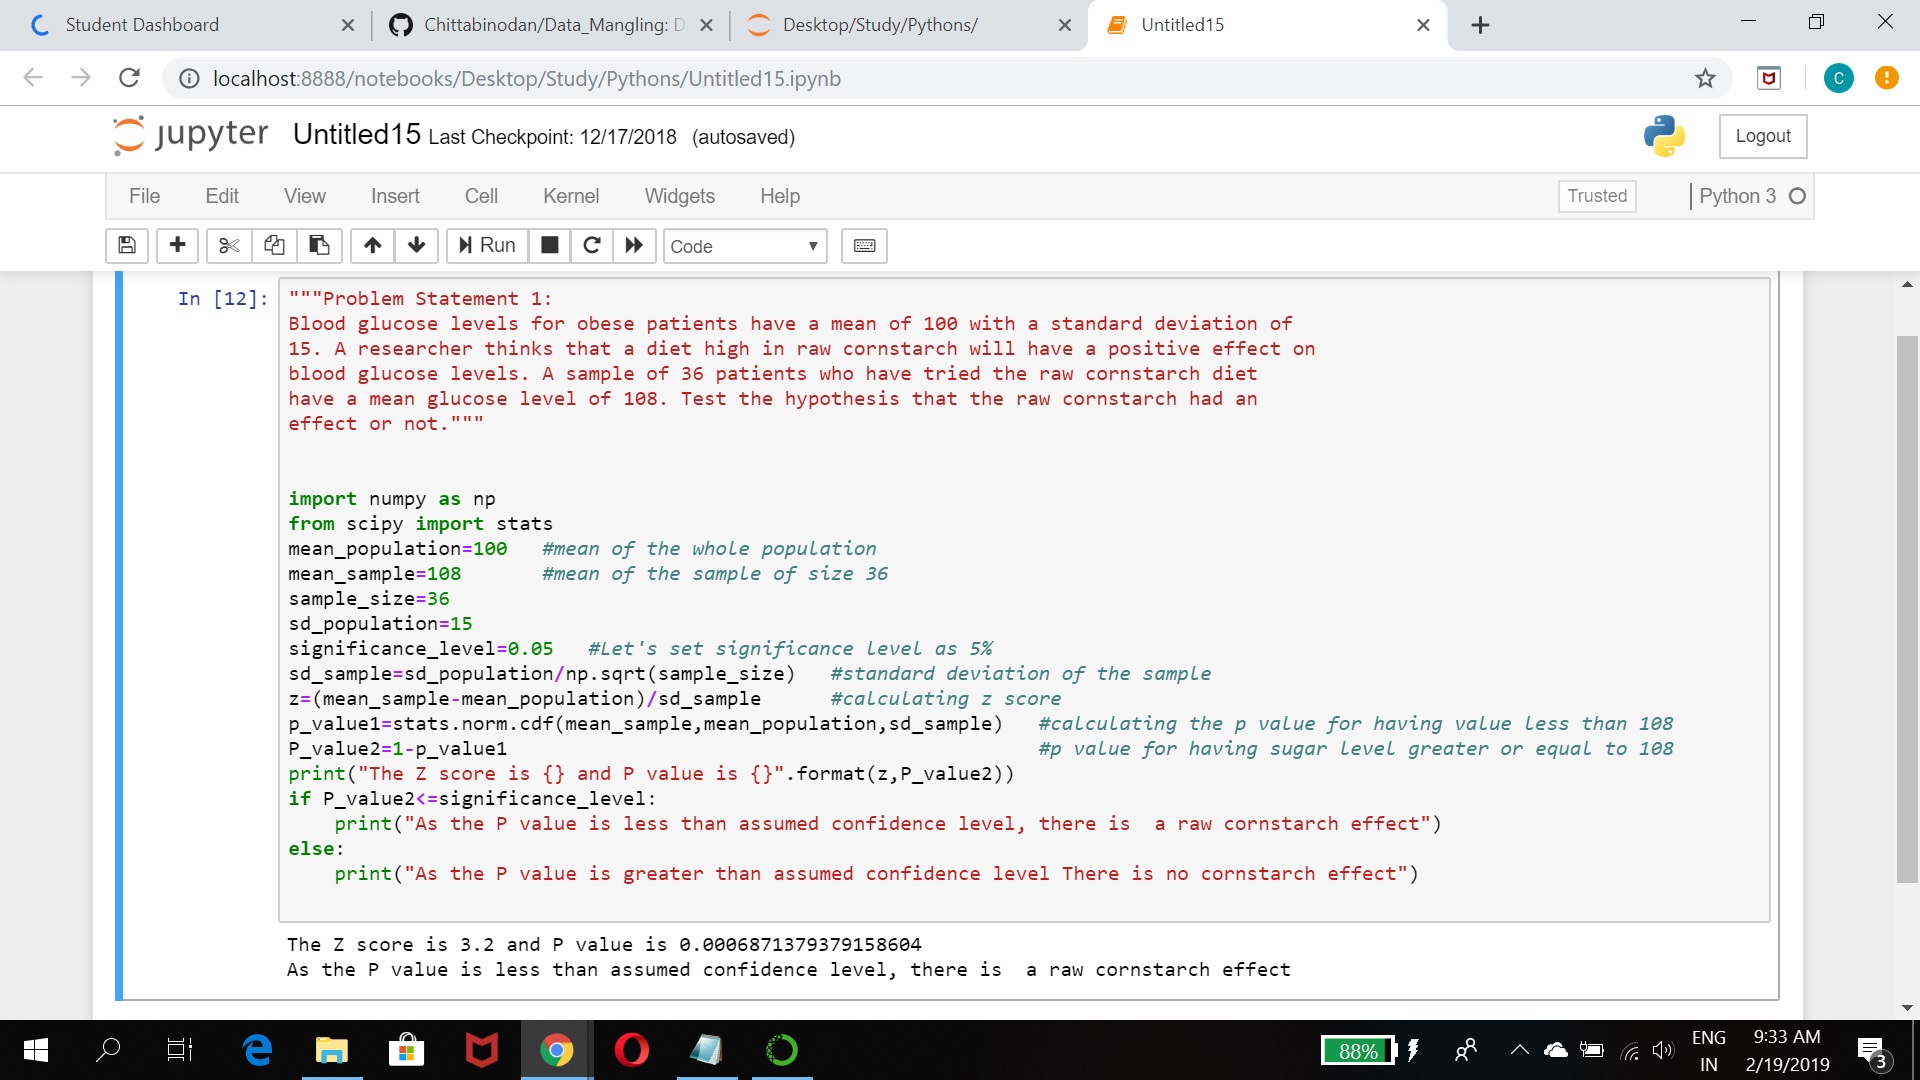 Student Dashboard
Chittabinodan/Data_Mangling: D
Desktop/Study/Pythons/
Untitled15
localhost:8888/notebooks/Desktop/Study/Pythons/Untitled15.ipynb
C
jupyter Untitled15 Last Checkpoint: 12/17/2018 (autosaved)
Logout
File Edit View Insert Cell Kernel Widgets Help
Trusted
Python 3
Run
Code
In [12]:
"""Problem Statement 1:
Blood glucose levels for obese patients have a mean of 100 with a standard deviation of
15. A researcher thinks that a diet high in raw cornstarch will have a positive effect on
blood glucose levels. A sample of 36 patients who have tried the raw cornstarch diet
have a mean glucose level of 108. Test the hypothesis that the raw cornstarch had an
effect or not."""
import numpy as np
from scipy import stats
mean_population=100   #mean of the whole population
mean_sample=108       #mean of the sample of size 36
sample_size=36
sd_population=15
significance_level=0.05   #Let's set significance level as 5%
sd_sample=sd_population/np.sqrt(sample_size)   #standard deviation of the sample
z=(mean_sample-mean_population)/sd_sample      #calculating z score
p_value1=stats.norm.cdf(mean_sample,mean_population,sd_sample)   #calculating the p value for having value less than 108
P_value2=1-p_value1                                              #p value for having sugar level greater or equal to 108
print("The Z score is {} and P value is {}".format(z,P_value2))
if P_value2<=significance_level:
    print("As the P value is less than assumed confidence level, there is  a raw cornstarch effect")
else:
    print("As the P value is greater than assumed confidence level There is no cornstarch effect")
The Z score is 3.2 and P value is 0.0006871379379158604
As the P value is less than assumed confidence level, there is  a raw cornstarch effect
88%
ENG
IN
9:33 AM
2/19/2019
3